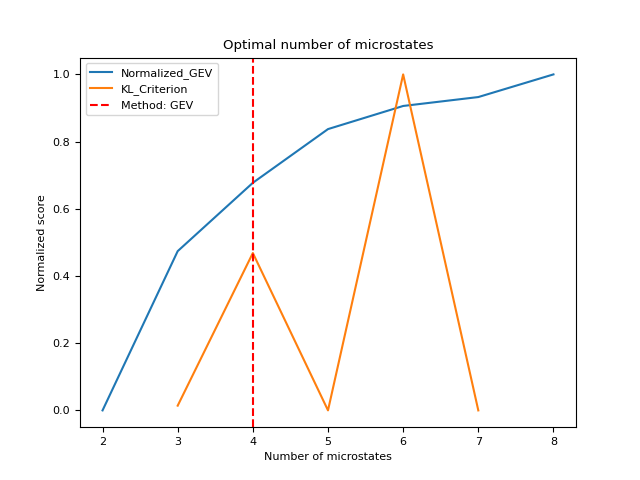 Optimal number of microstates
Normalized_GEV
KL_Criterion
Method: GEV
Normalized score
1.0
0.8
0.6
0.4
0.2
0.0
2 3 4 5 6 7 8
Number of microstates